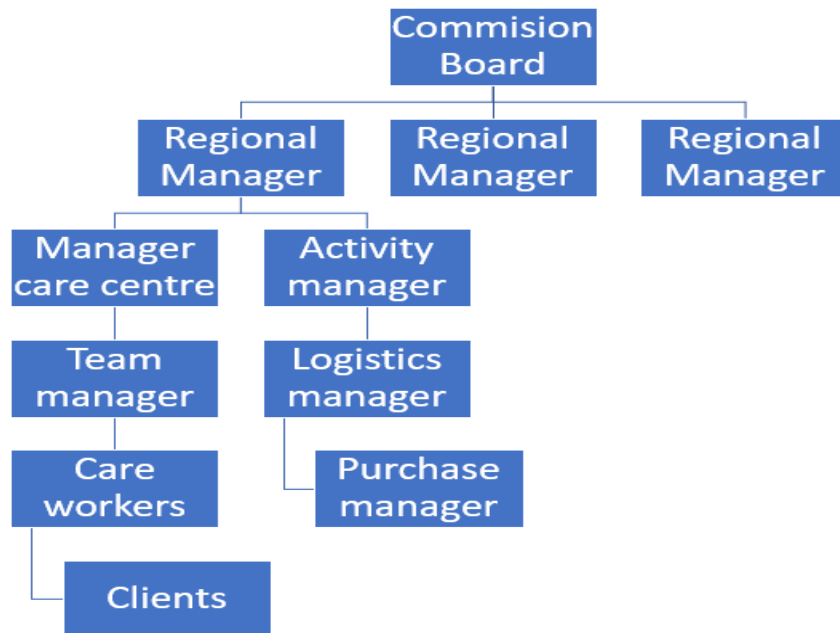 Commision
Board
Regional
Manager
Regional
Manager
Regional
Manager
Manager
care centre
Activity
manager
Team
manager
Logistics
manager
Care
workers
Purchase
manager
Clients